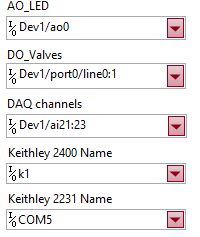 AO_LED
Dev1/ao0
DO_Valves
Dev1/port0/line0:1
DAQ channels
Dev1/ai21:23
Keithley 2400 Name
k1
Keithley 2231 Name
COM5